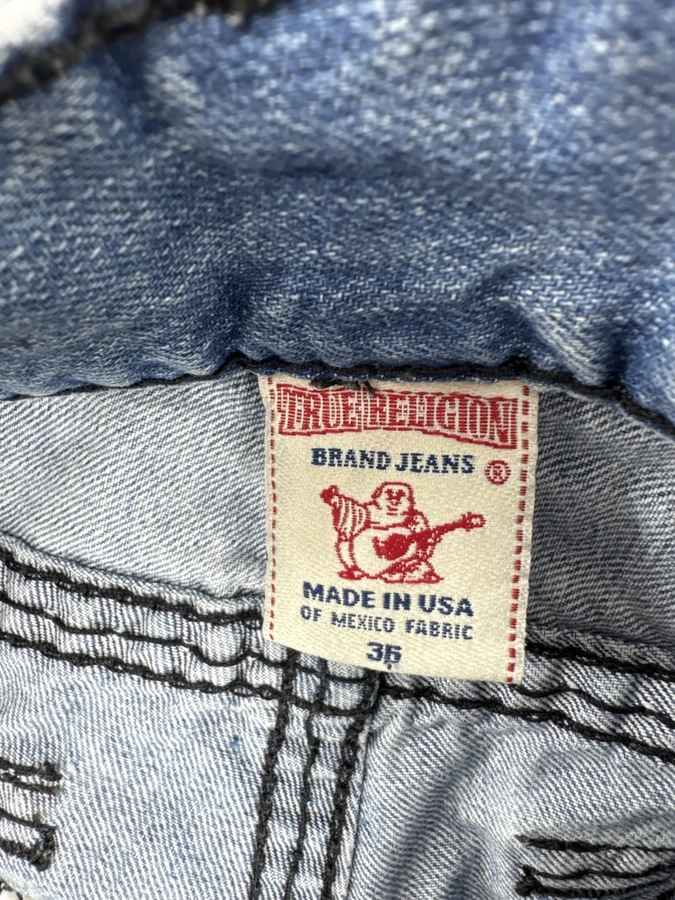 TRUE RELIGION
BRAND JEANS ®
MADE IN USA
OF MEXICO FABRIC
36